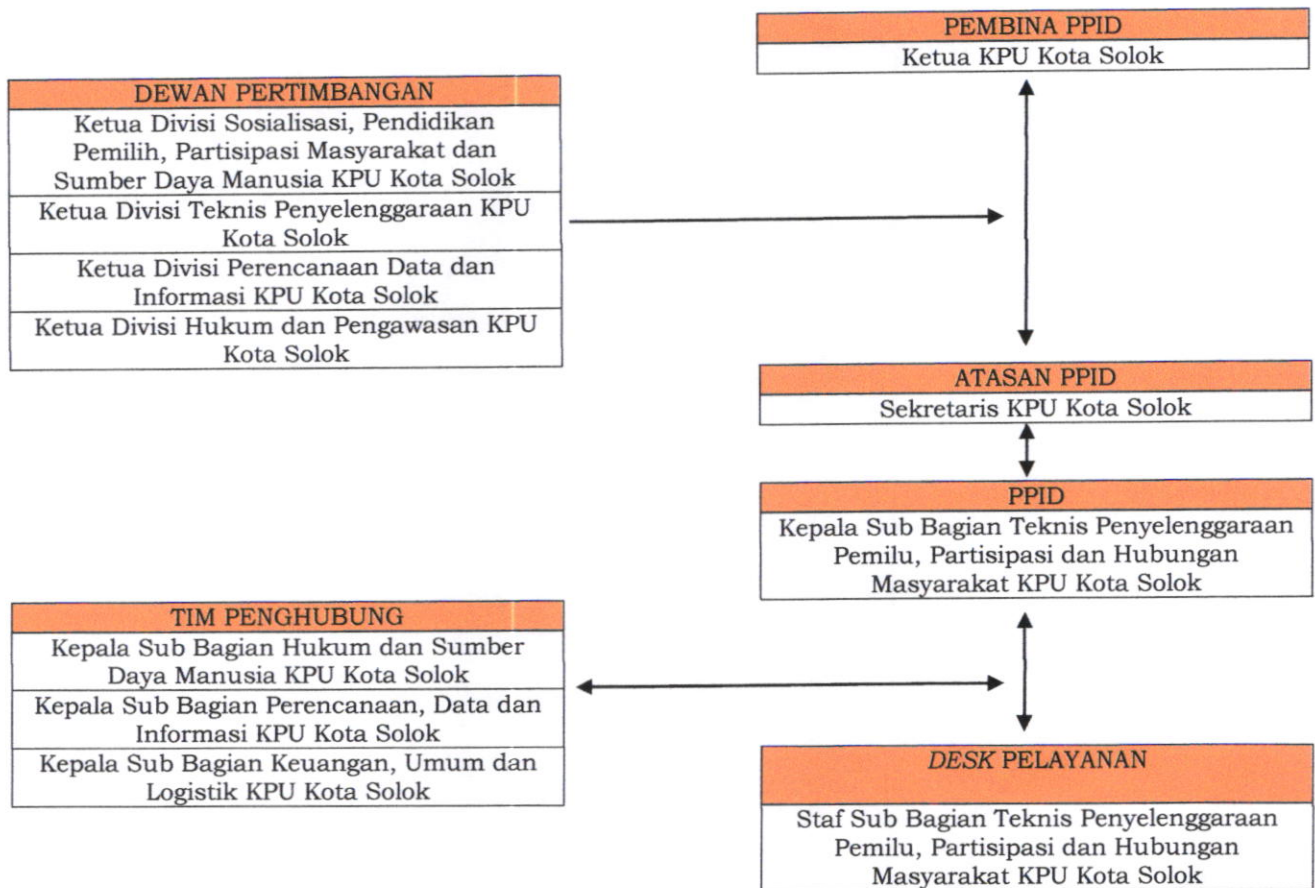 PEMBINA PPID
Ketua KPU Kota Solok
DEWAN PERTIMBANGAN
Ketua Divisi Sosialisasi, Pendidikan
Pemilih, Partisipasi Masyarakat dan
Sumber Daya Manusia KPU Kota Solok
Ketua Divisi Teknis Penyelenggaraan KPU
Kota Solok
Ketua Divisi Perencanaan Data dan
Informasi KPU Kota Solok
Ketua Divisi Hukum dan Pengawasan KPU
Kota Solok
ATASAN PPID
Sekretaris KPU Kota Solok
PPID
Kepala Sub Bagian Teknis Penyelenggaraan
Pemilu, Partisipasi dan Hubungan
Masyarakat KPU Kota Solok
TIM PENGHUBUNG
Kepala Sub Bagian Hukum dan Sumber
Daya Manusia KPU Kota Solok
Kepala Sub Bagian Perencanaan, Data dan
Informasi KPU Kota Solok
Kepala Sub Bagian Keuangan, Umum dan
Logistik KPU Kota Solok
DESK PELAYANAN
Staf Sub Bagian Teknis Penyelenggaraan
Pemilu, Partisipasi dan Hubungan
Masyarakat KPU Kota Solok